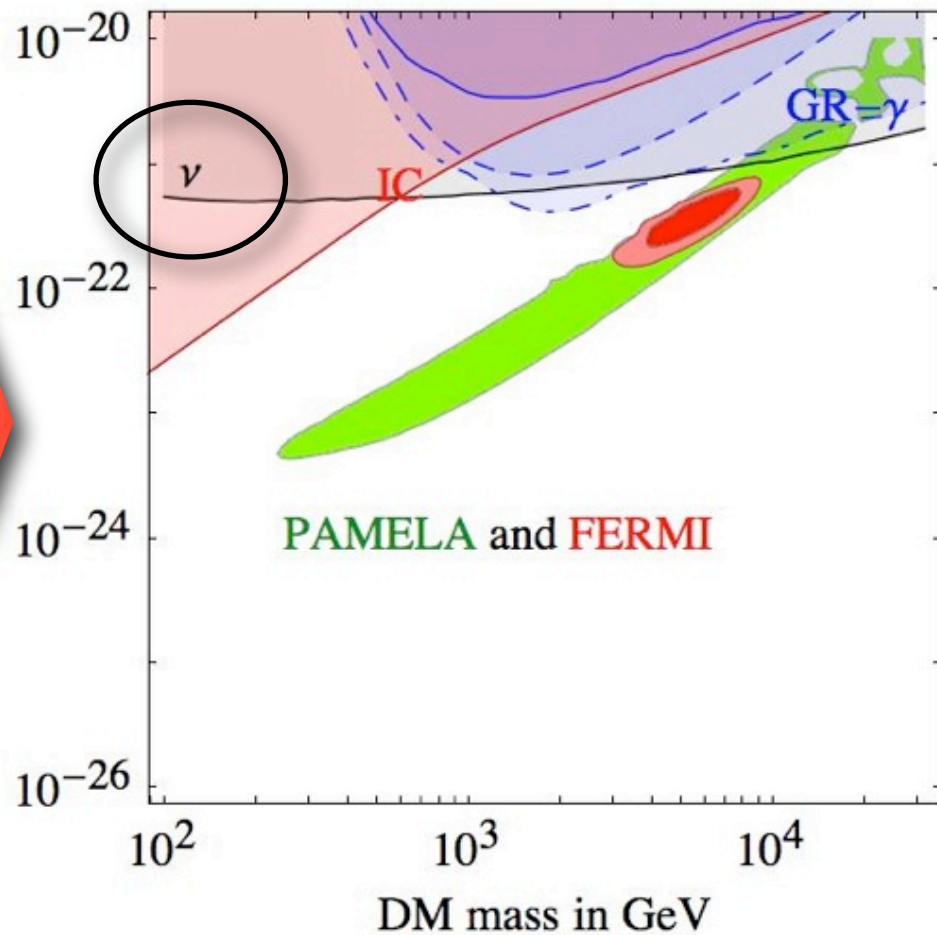 10−20
GR–γ
ν
IC
10−22
10−24
PAMELA and FERMI
10−26
10²
10³
10⁴
DM mass in GeV